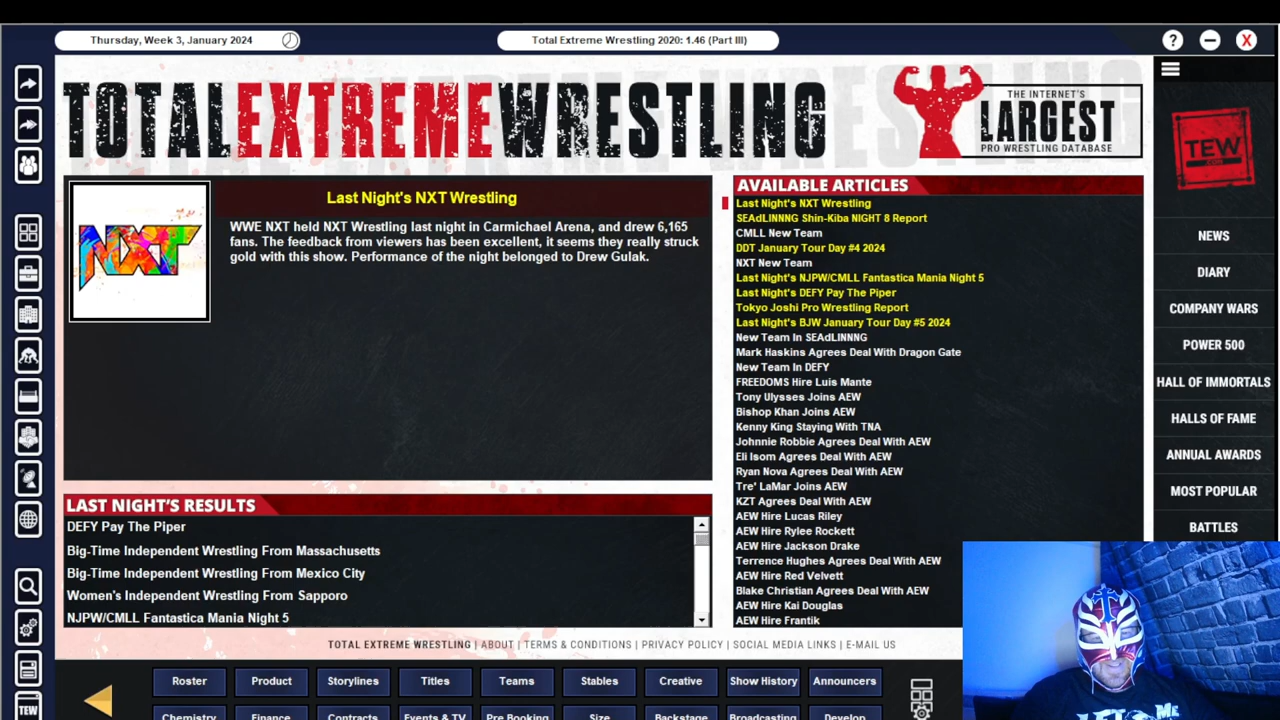 Thursday, Week 3, January 2024
Total Extreme Wrestling 2020: 1.46 (Part III)
?
X
TOTALEXTREMEWRESTLING
THE INTERNET'S
LARGEST
PRO WRESTLING DATABASE
TEW
.COM
NXT
Last Night's NXT Wrestling
WWE NXT held NXT Wrestling last night in Carmichael Arena, and drew 6,165
fans. The feedback from viewers has been excellent, it seems they really struck
gold with this show. Performance of the night belonged to Drew Gulak.
LAST NIGHT'S RESULTS
DEFY Pay The Piper
Big-Time Independent Wrestling From Massachusetts
Big-Time Independent Wrestling From Mexico City
Women's Independent Wrestling From Sapporo
NJPW/CMLL Fantastica Mania Night 5
AVAILABLE ARTICLES
Last Night's NXT Wrestling
SEAdLINNNG Shin-Kiba NIGHT 8 Report
CMLL New Team
DDT January Tour Day #4 2024
NXT New Team
Last Night's NJPW/CMLL Fantastica Mania Night 5
Last Night's DEFY Pay The Piper
Tokyo Joshi Pro Wrestling Report
Last Night's BJW January Tour Day #5 2024
New Team In SEAdLINNNG
Mark Haskins Agrees Deal With Dragon Gate
New Team In DEFY
FREEDOMS Hire Luis Mante
Tony Ulysses Joins AEW
Bishop Khan Joins AEW
Kenny King Staying With TNA
Johnnie Robbie Agrees Deal With AEW
Eli Isom Agrees Deal With AEW
Ryan Nova Agrees Deal With AEW
Tre' LaMar Joins AEW
KZT Agrees Deal With AEW
AEW Hire Lucas Riley
AEW Hire Rylee Rockett
AEW Hire Jackson Drake
Terrence Hughes Agrees Deal With AEW
AEW Hire Red Velvett
Blake Christian Agrees Deal With AEW
AEW Hire Kai Douglas
AEW Hire Frantik
NEWS
DIARY
COMPANY WARS
POWER 500
HALL OF IMMORTALS
HALLS OF FAME
ANNUAL AWARDS
MOST POPULAR
BATTLES
TOTAL EXTREME WRESTLING | ABOUT | TERMS & CONDITIONS | PRIVACY POLICY | SOCIAL MEDIA LINKS | E-MAIL US
Roster Product Storylines Titles Teams Stables Creative Show History Announcers
Chemistry Finance Contracts Events & TV Pre Booking Size Backstage Broadcasting Develop
TEW